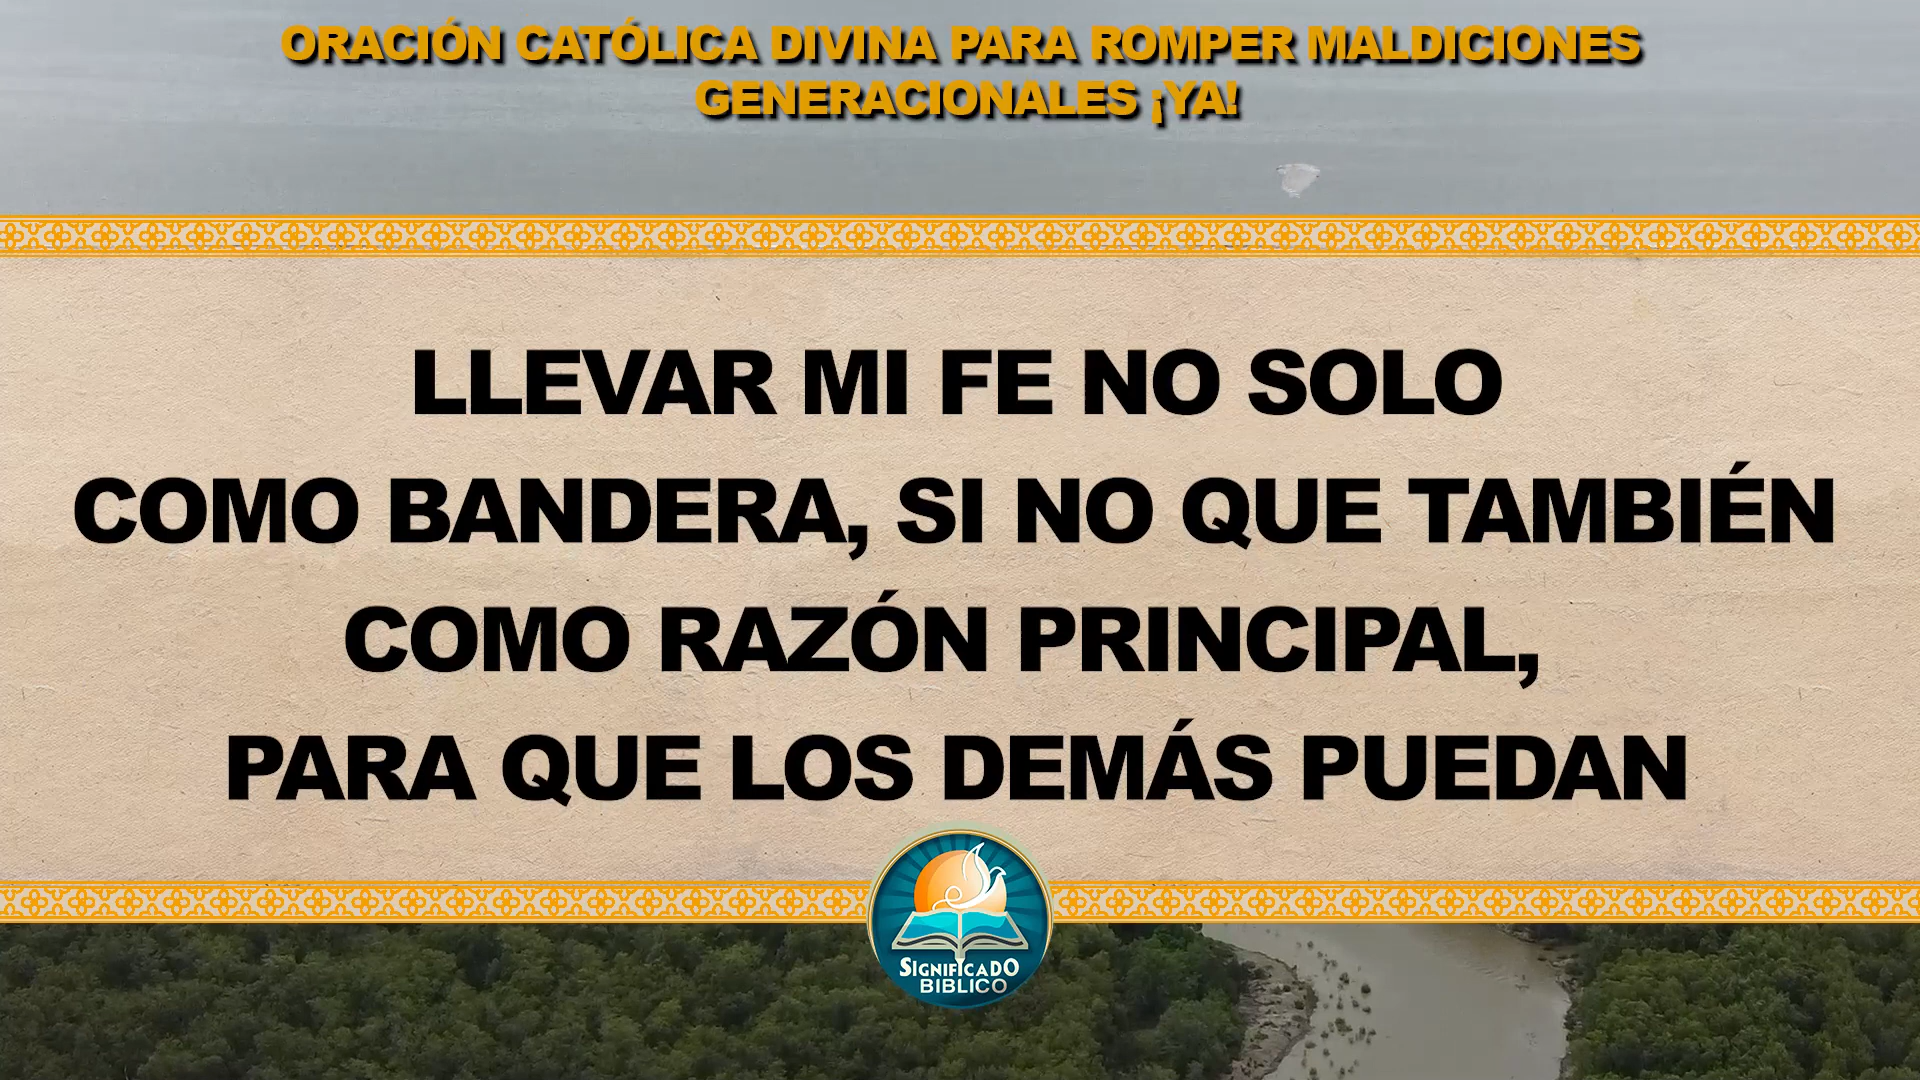 ORACIÓN CATÓLICA DIVINA PARA ROMPER MALDICIONES
GENERACIONALES ¡YA!
LLEVAR MI FE NO SOLO
COMO BANDERA, SI NO QUE TAMBIÉN
COMO RAZÓN PRINCIPAL,
PARA QUE LOS DEMÁS PUEDAN
SIGNIFICADO
BIBLICO